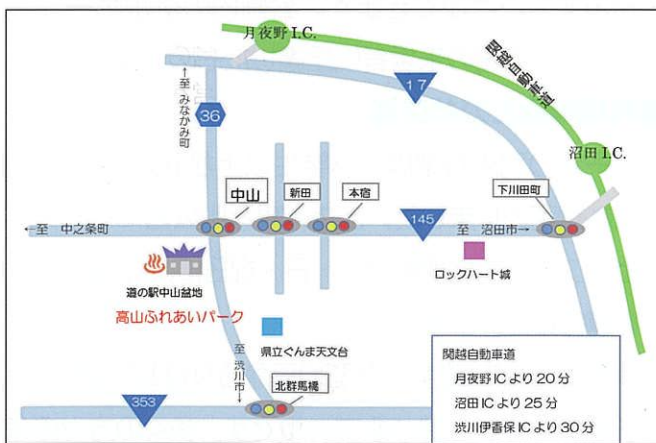 月夜野 I.C.
関越自動車道
←至 みなかみ町
17
36
沼田 I.C.
中山
新田
本宿
下川田町
←至 中之条町
145
至 沼田市→
ロックハート城
道の駅中山盆地
高山ふれあいパーク
県立ぐんま天文台
至 渋川市→
北群馬橋
353
関越自動車道
月夜野ICより20分
沼田ICより25分
渋川伊香保ICより30分